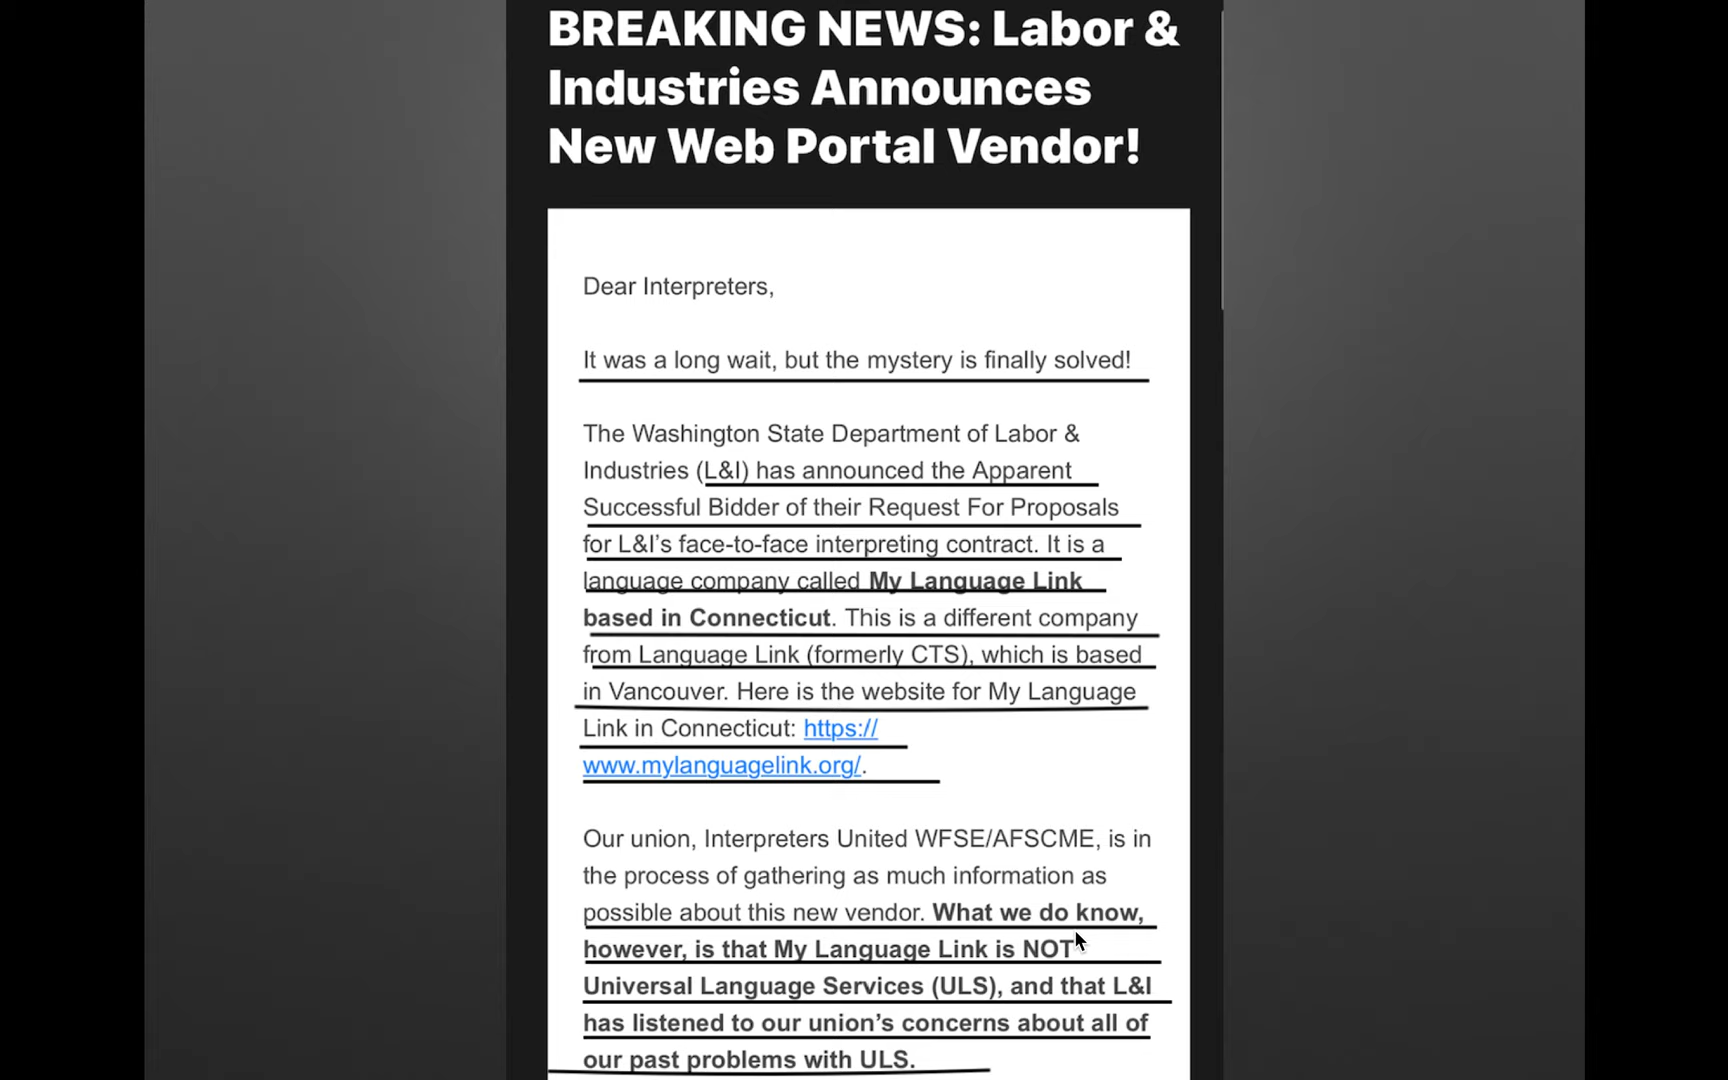 BREAKING NEWS: Labor &
Industries Announces
New Web Portal Vendor!
Dear Interpreters,
It was a long wait, but the mystery is finally solved!
The Washington State Department of Labor &
Industries (L&I) has announced the Apparent
Successful Bidder of their Request For Proposals
for L&I’s face-to-face interpreting contract. It is a
language company called My Language Link
based in Connecticut. This is a different company
from Language Link (formerly CTS), which is based
in Vancouver. Here is the website for My Language
Link in Connecticut: https://
www.mylanguagelink.org/.
Our union, Interpreters United WFSE/AFSCME, is in
the process of gathering as much information as
possible about this new vendor. What we do know,
however, is that My Language Link is NOT
Universal Language Services (ULS), and that L&I
has listened to our union’s concerns about all of
our past problems with ULS.